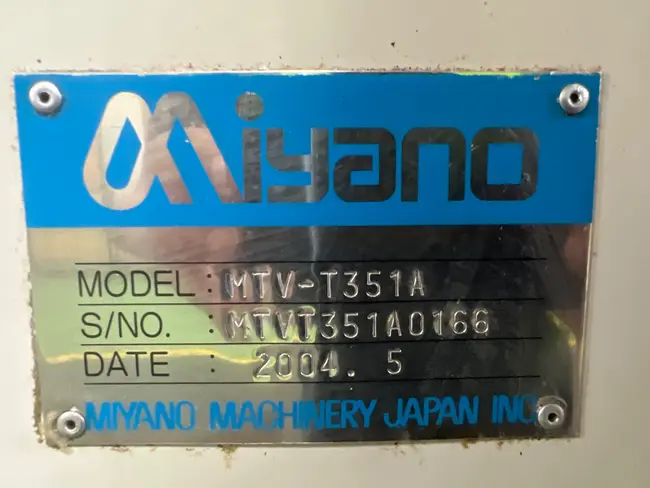 Miyano
MODEL : MTV-T351A
S/NO. : MTVT351A0166
DATE : 2004. 5
MIYANO MACHINERY JAPAN INC.